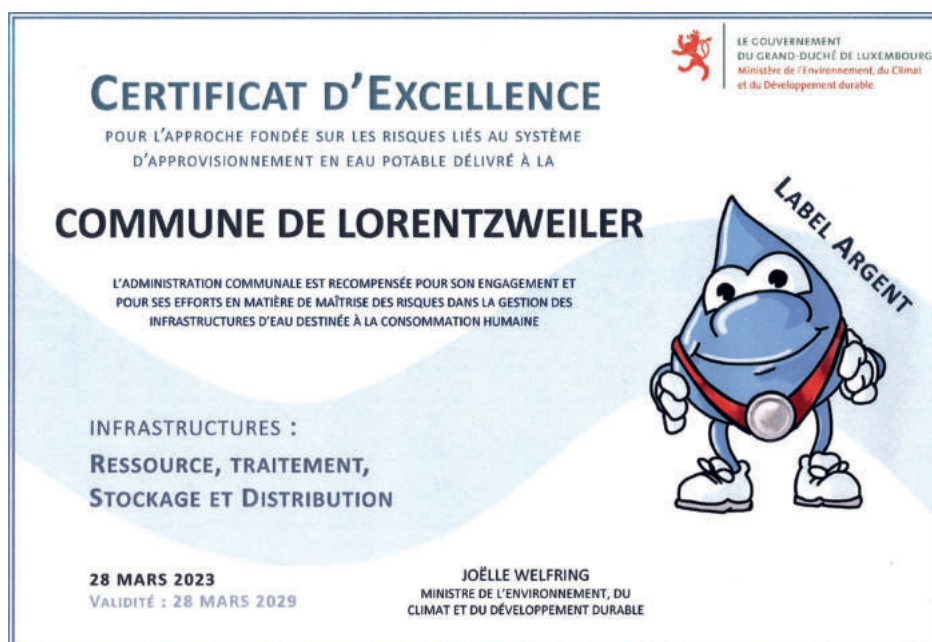 LE GOUVERNEMENT
DU GRAND-DUCHÉ DE LUXEMBOURG
Ministère de l'Environnement, du Climat
et du Développement durable
CERTIFICAT D'EXCELLENCE
POUR L'APPROCHE FONDÉE SUR LES RISQUES LIÉS AU SYSTÈME
D'APPROVISIONNEMENT EN EAU POTABLE DÉLIVRÉ À LA
COMMUNE DE LORENTZWEILER
LABEL ARGENT
L'ADMINISTRATION COMMUNALE EST RECOMPENSÉE POUR SON ENGAGEMENT ET
POUR SES EFFORTS EN MATIÈRE DE MAÎTRISE DES RISQUES DANS LA GESTION DES
INFRASTRUCTURES D'EAU DESTINÉE À LA CONSOMMATION HUMAINE
INFRASTRUCTURES :
RESSOURCE, TRAITEMENT,
STOCKAGE ET DISTRIBUTION
28 MARS 2023
VALIDITÉ : 28 MARS 2029
JOËLLE WELFRING
MINISTRE DE L'ENVIRONNEMENT, DU
CLIMAT ET DU DÉVELOPPEMENT DURABLE